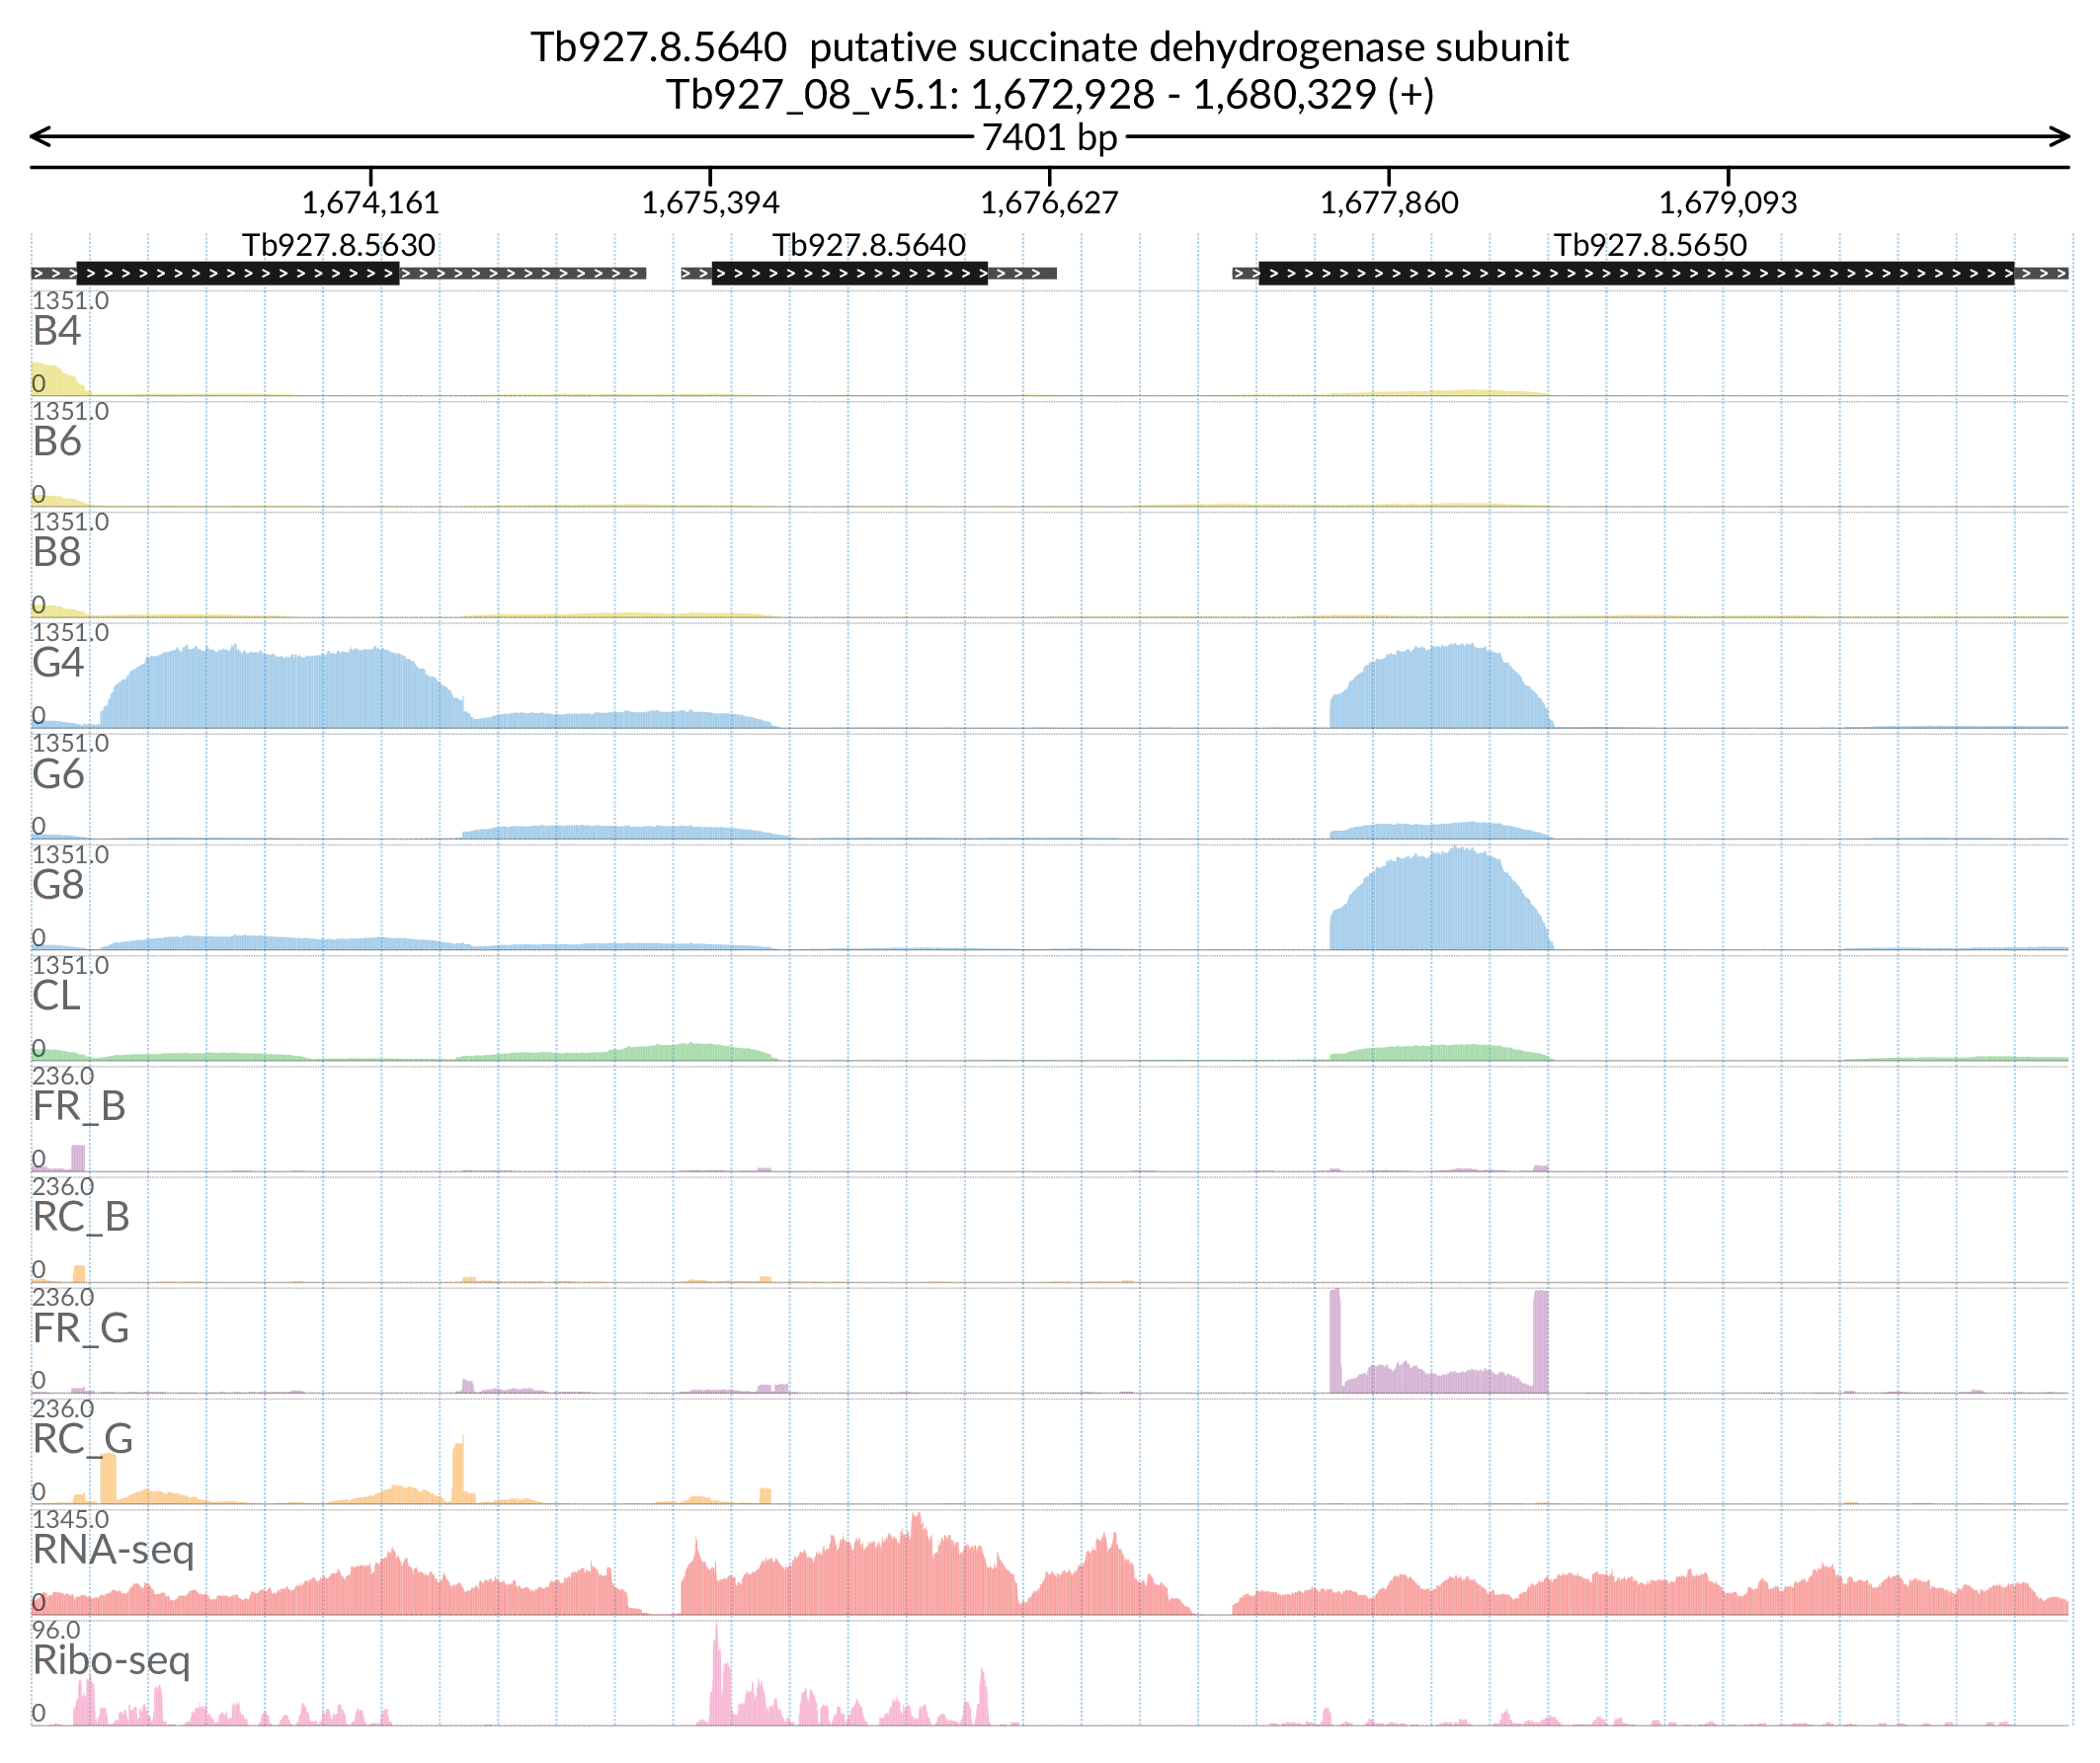 Tb927.8.5640  putative succinate dehydrogenase subunit
Tb927_08_v5.1: 1,672,928 - 1,680,329 (+)
7401 bp
1,674,161 1,675,394 1,676,627 1,677,860 1,679,093
Tb927.8.5630 Tb927.8.5640 Tb927.8.5650
1351.0
B4
0
1351.0
B6
0
1351.0
B8
0
1351.0
G4
0
1351.0
G6
0
1351.0
G8
0
1351.0
CL
0
236.0
FR_B
0
236.0
RC_B
0
236.0
FR_G
0
236.0
RC_G
0
1345.0
RNA-seq
0
96.0
Ribo-seq
0